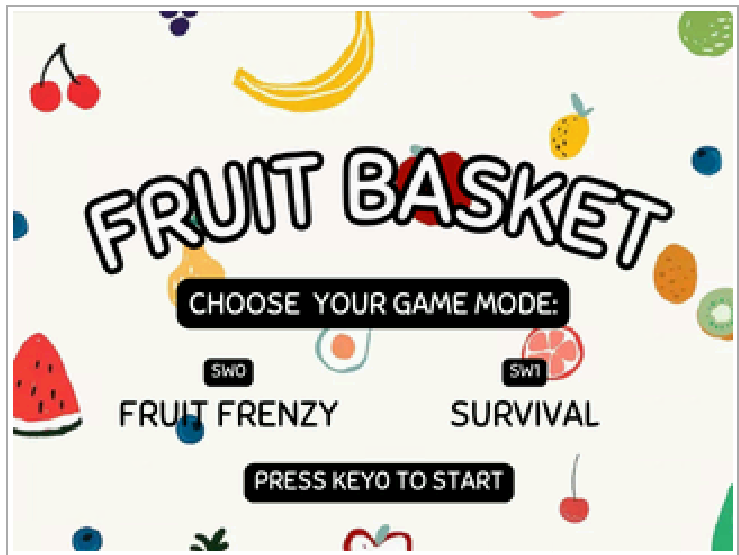 FRUIT BASKET
CHOOSE YOUR GAME MODE:
SW0 SW1
FRUIT FRENZY SURVIVAL
PRESS KEY0 TO START